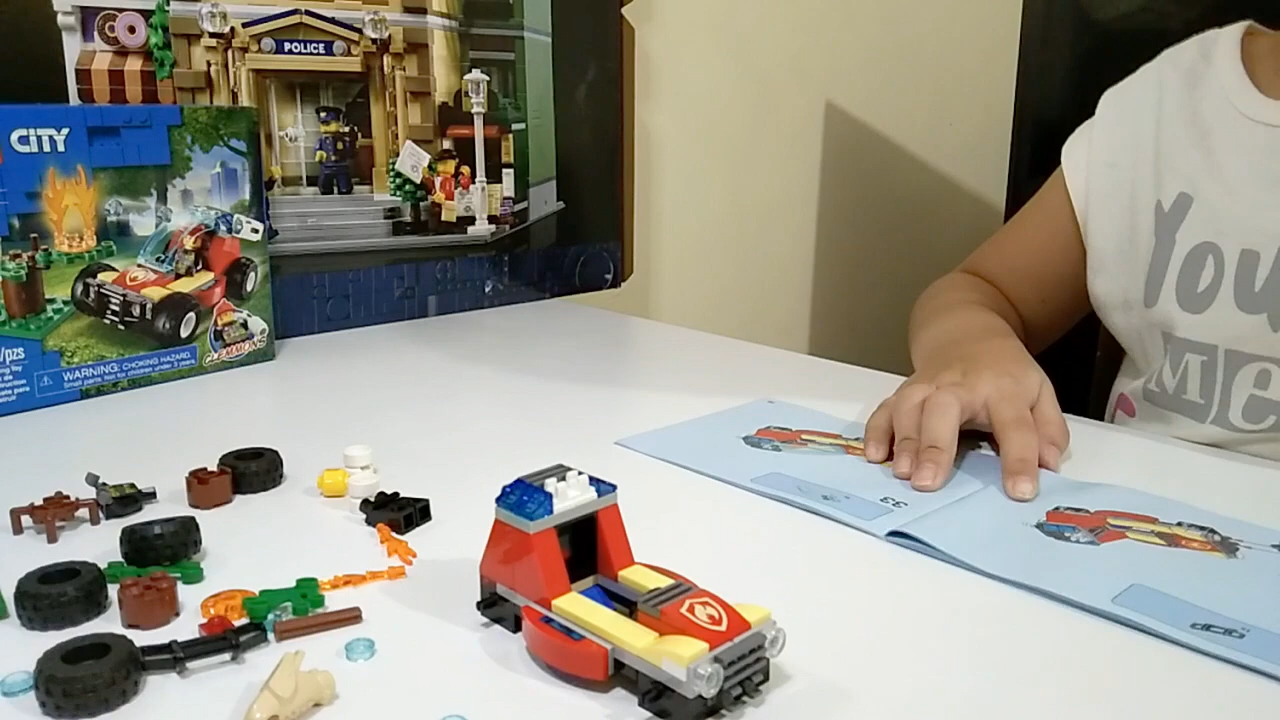 POLICE
CITY
CLEMMONS
/pzs
WARNING: CHOKING HAZARD.
Small parts. Not for children under 3 years.
You
Me
33